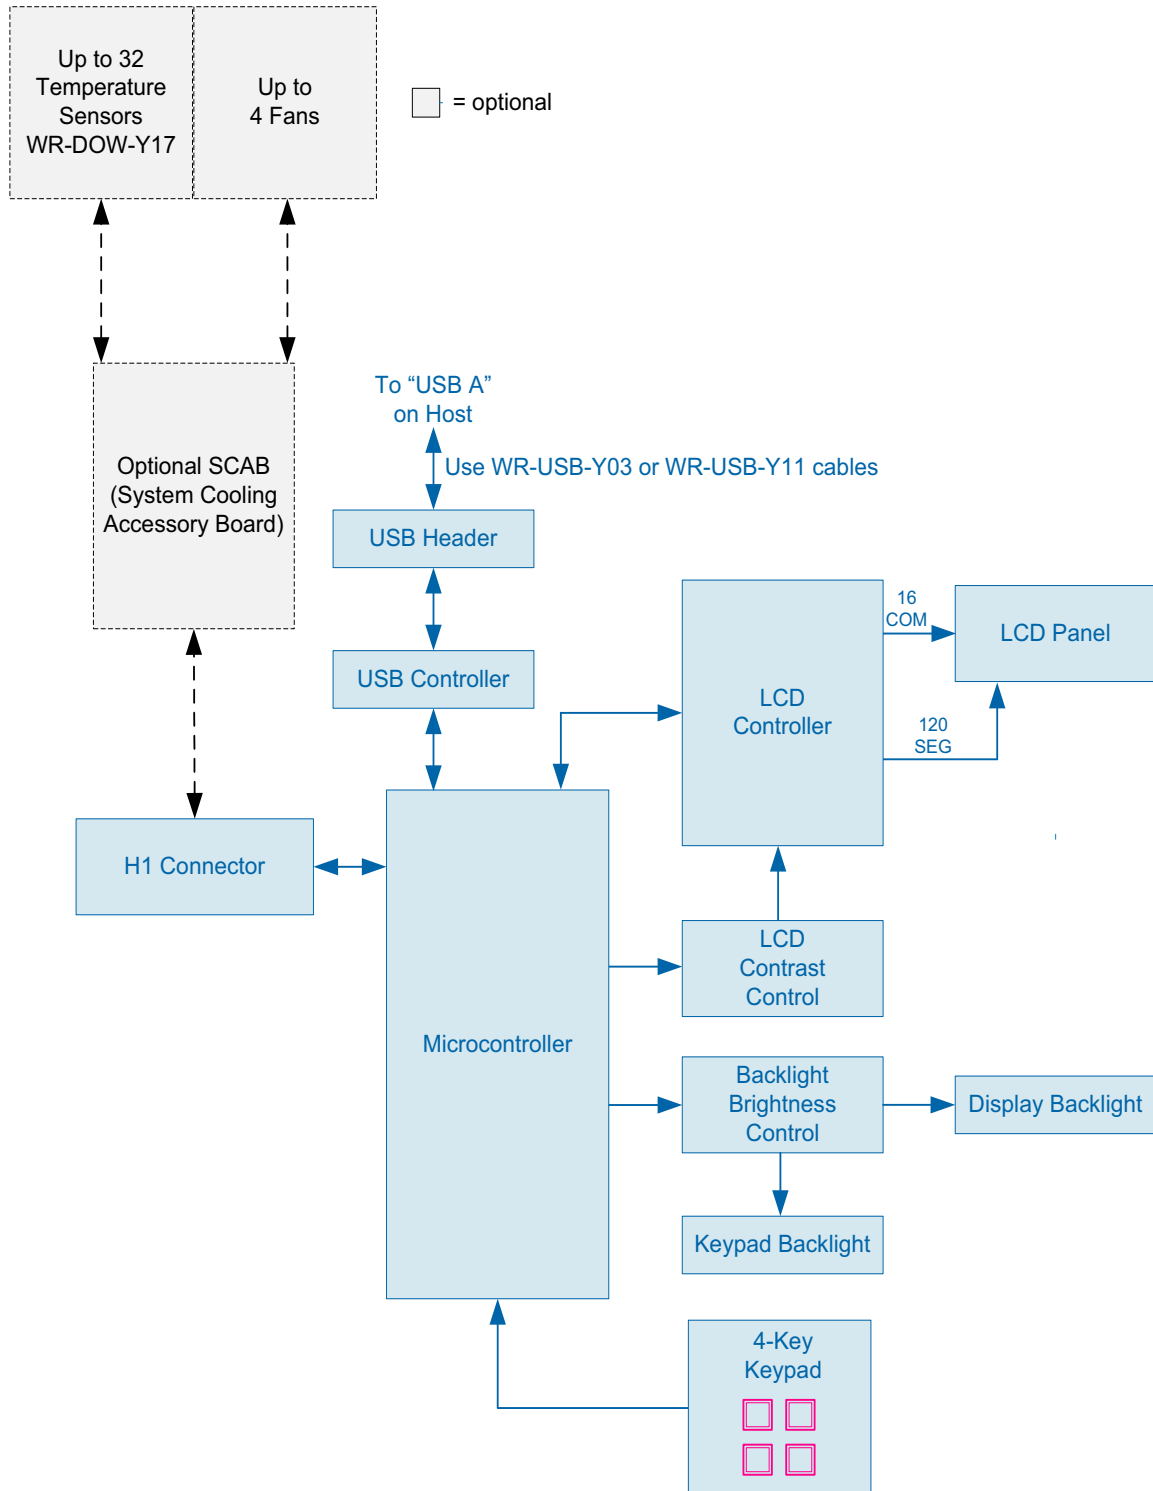 Up to 32
Temperature
Sensors
WR-DOW-Y17
Up to
4 Fans
= optional
Optional SCAB
(System Cooling
Accessory Board)
To “USB A”
on Host
Use WR-USB-Y03 or WR-USB-Y11 cables
USB Header
USB Controller
LCD
Controller
16
COM
LCD Panel
120
SEG
H1 Connector
Microcontroller
LCD
Contrast
Control
Backlight
Brightness
Control
Display Backlight
Keypad Backlight
4-Key
Keypad